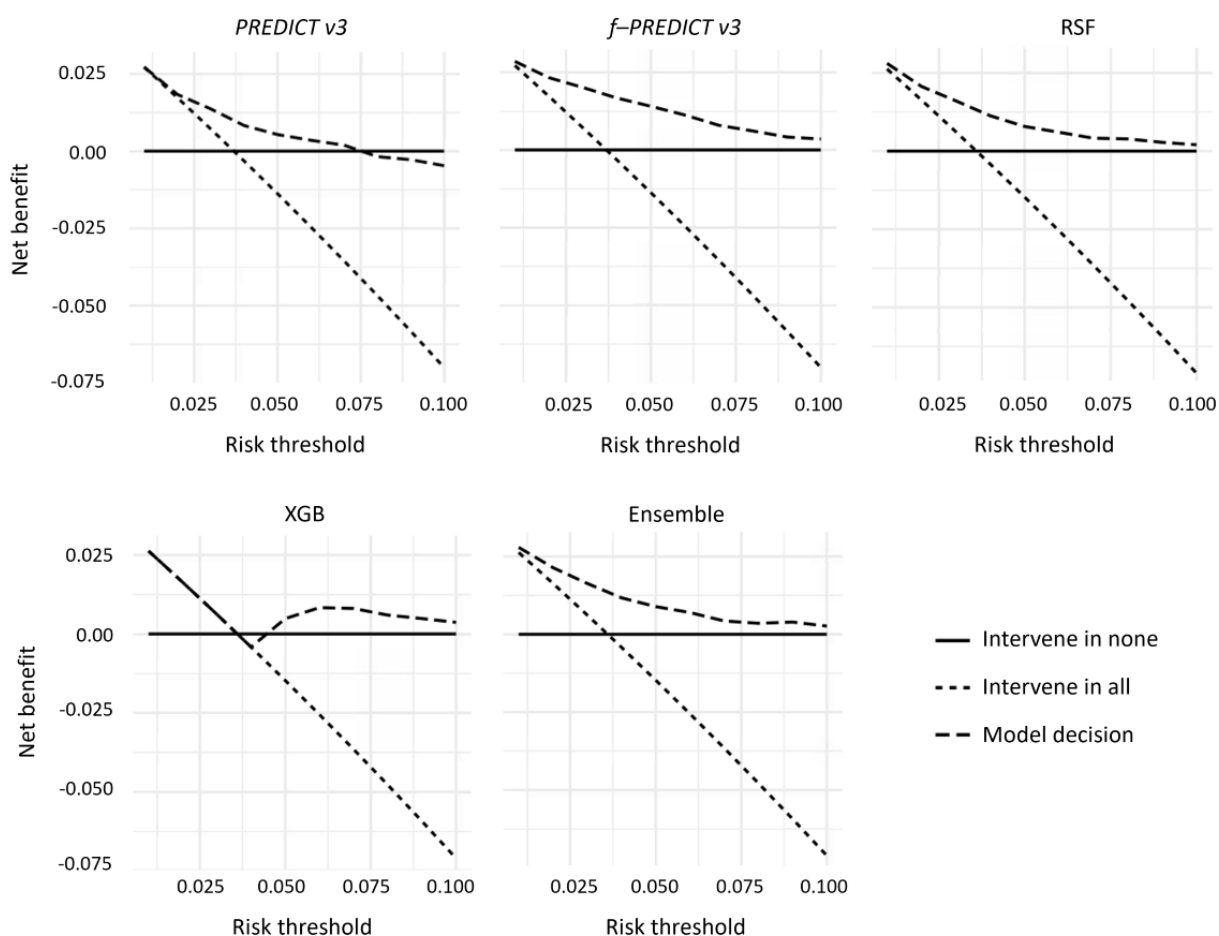 PREDICT v3
f–PREDICT v3
RSF
Net benefit
0.025
0.00
-0.025
-0.050
-0.075
0.025 0.050 0.075 0.100
0.025 0.050 0.075 0.100
0.025 0.050 0.075 0.100
Risk threshold
Risk threshold
Risk threshold
XGB
Ensemble
Net benefit
0.025
0.00
-0.025
-0.050
-0.075
0.025 0.050 0.075 0.100
0.025 0.050 0.075 0.100
Risk threshold
Risk threshold
Intervene in none
Intervene in all
Model decision